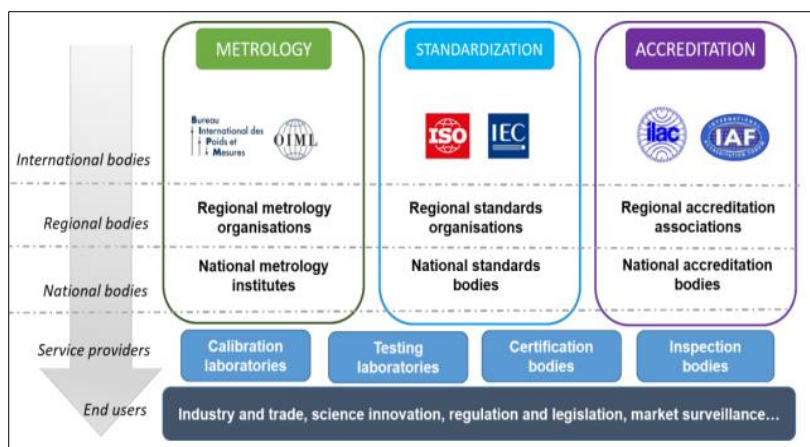 METROLOGY
STANDARDIZATION
ACCREDITATION
Bureau
International des
Poids et
Mesures
OIML
ISO
IEC
ilac
INTERNATIONAL
IAF
ACCREDITATION FORUM
International bodies
Regional bodies
Regional metrology
organisations
Regional standards
organisations
Regional accreditation
associations
National bodies
National metrology
institutes
National standards
bodies
National accreditation
bodies
Service providers
Calibration
laboratories
Testing
laboratories
Certification
bodies
Inspection
bodies
End users
Industry and trade, science innovation, regulation and legislation, market surveillance…